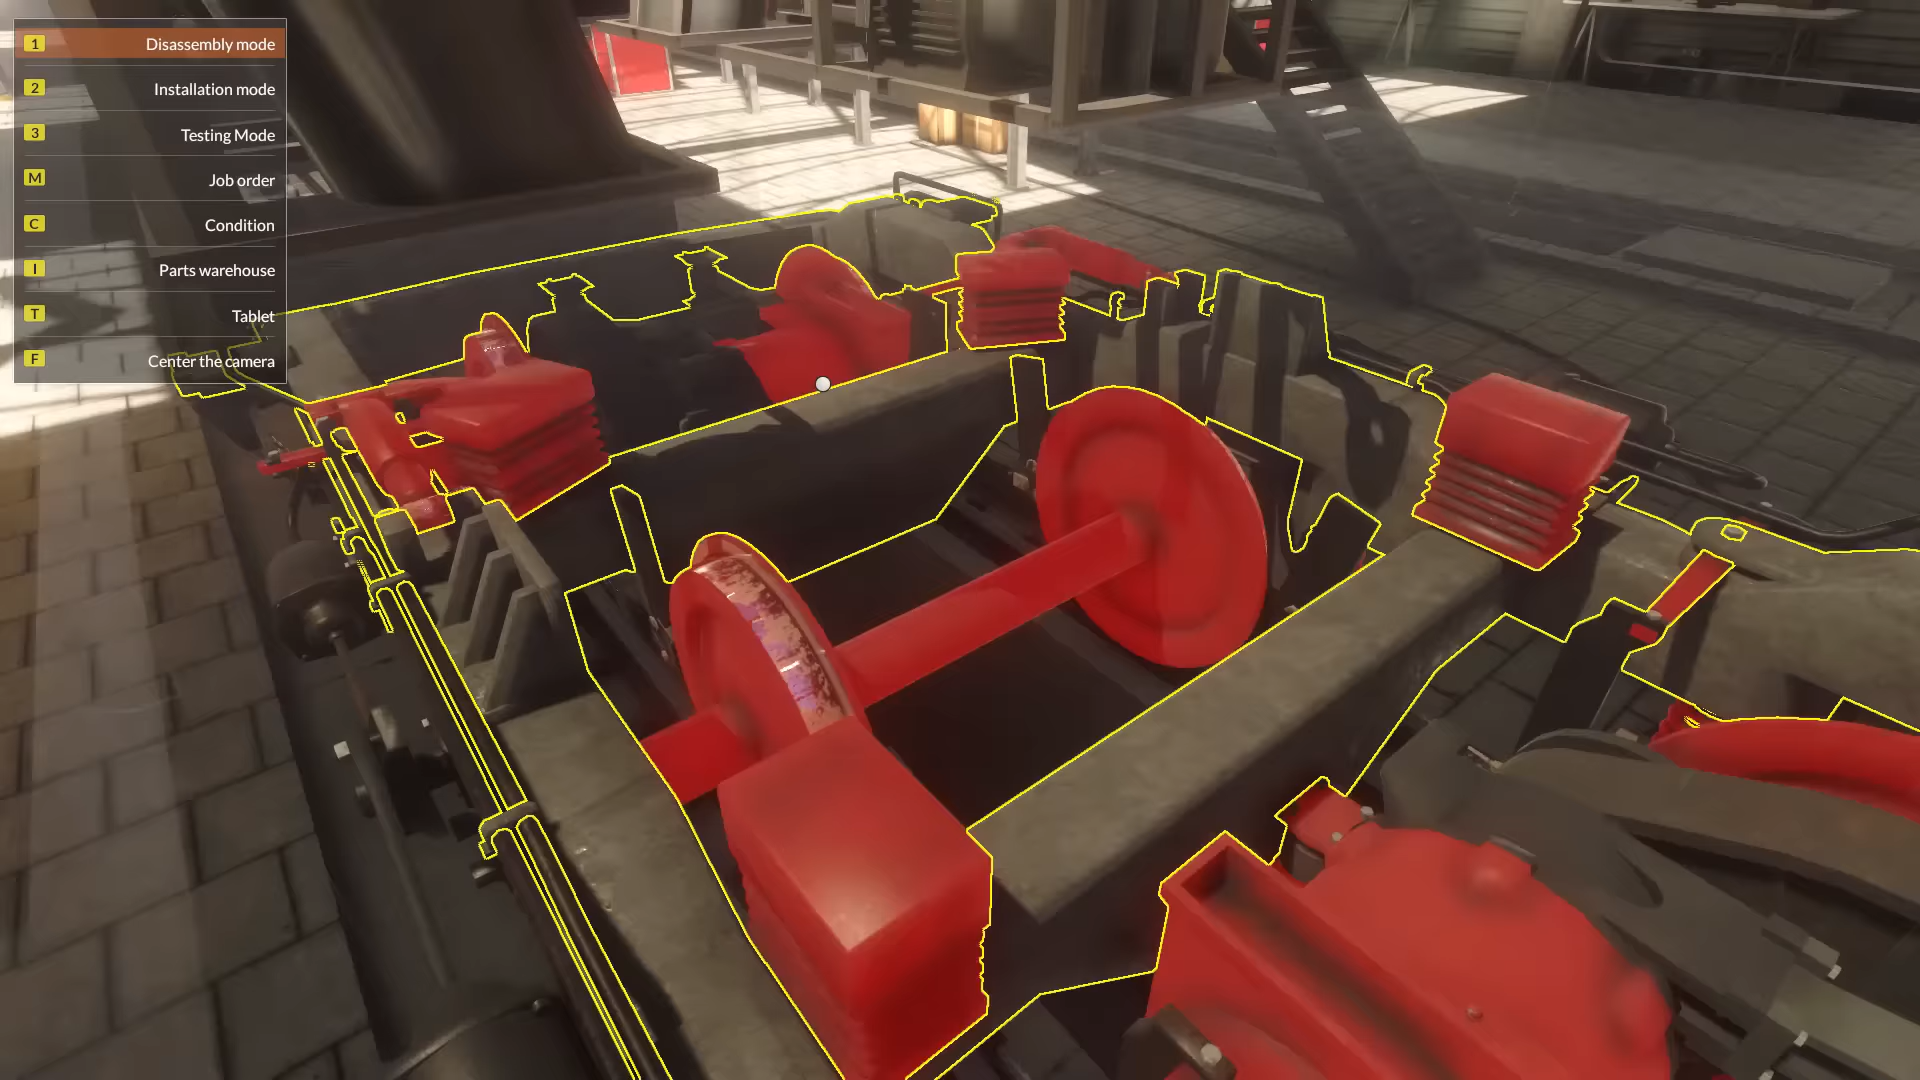 1 Disassembly mode
2 Installation mode
3 Testing Mode
M Job order
C Condition
I Parts warehouse
T Tablet
F Center the camera